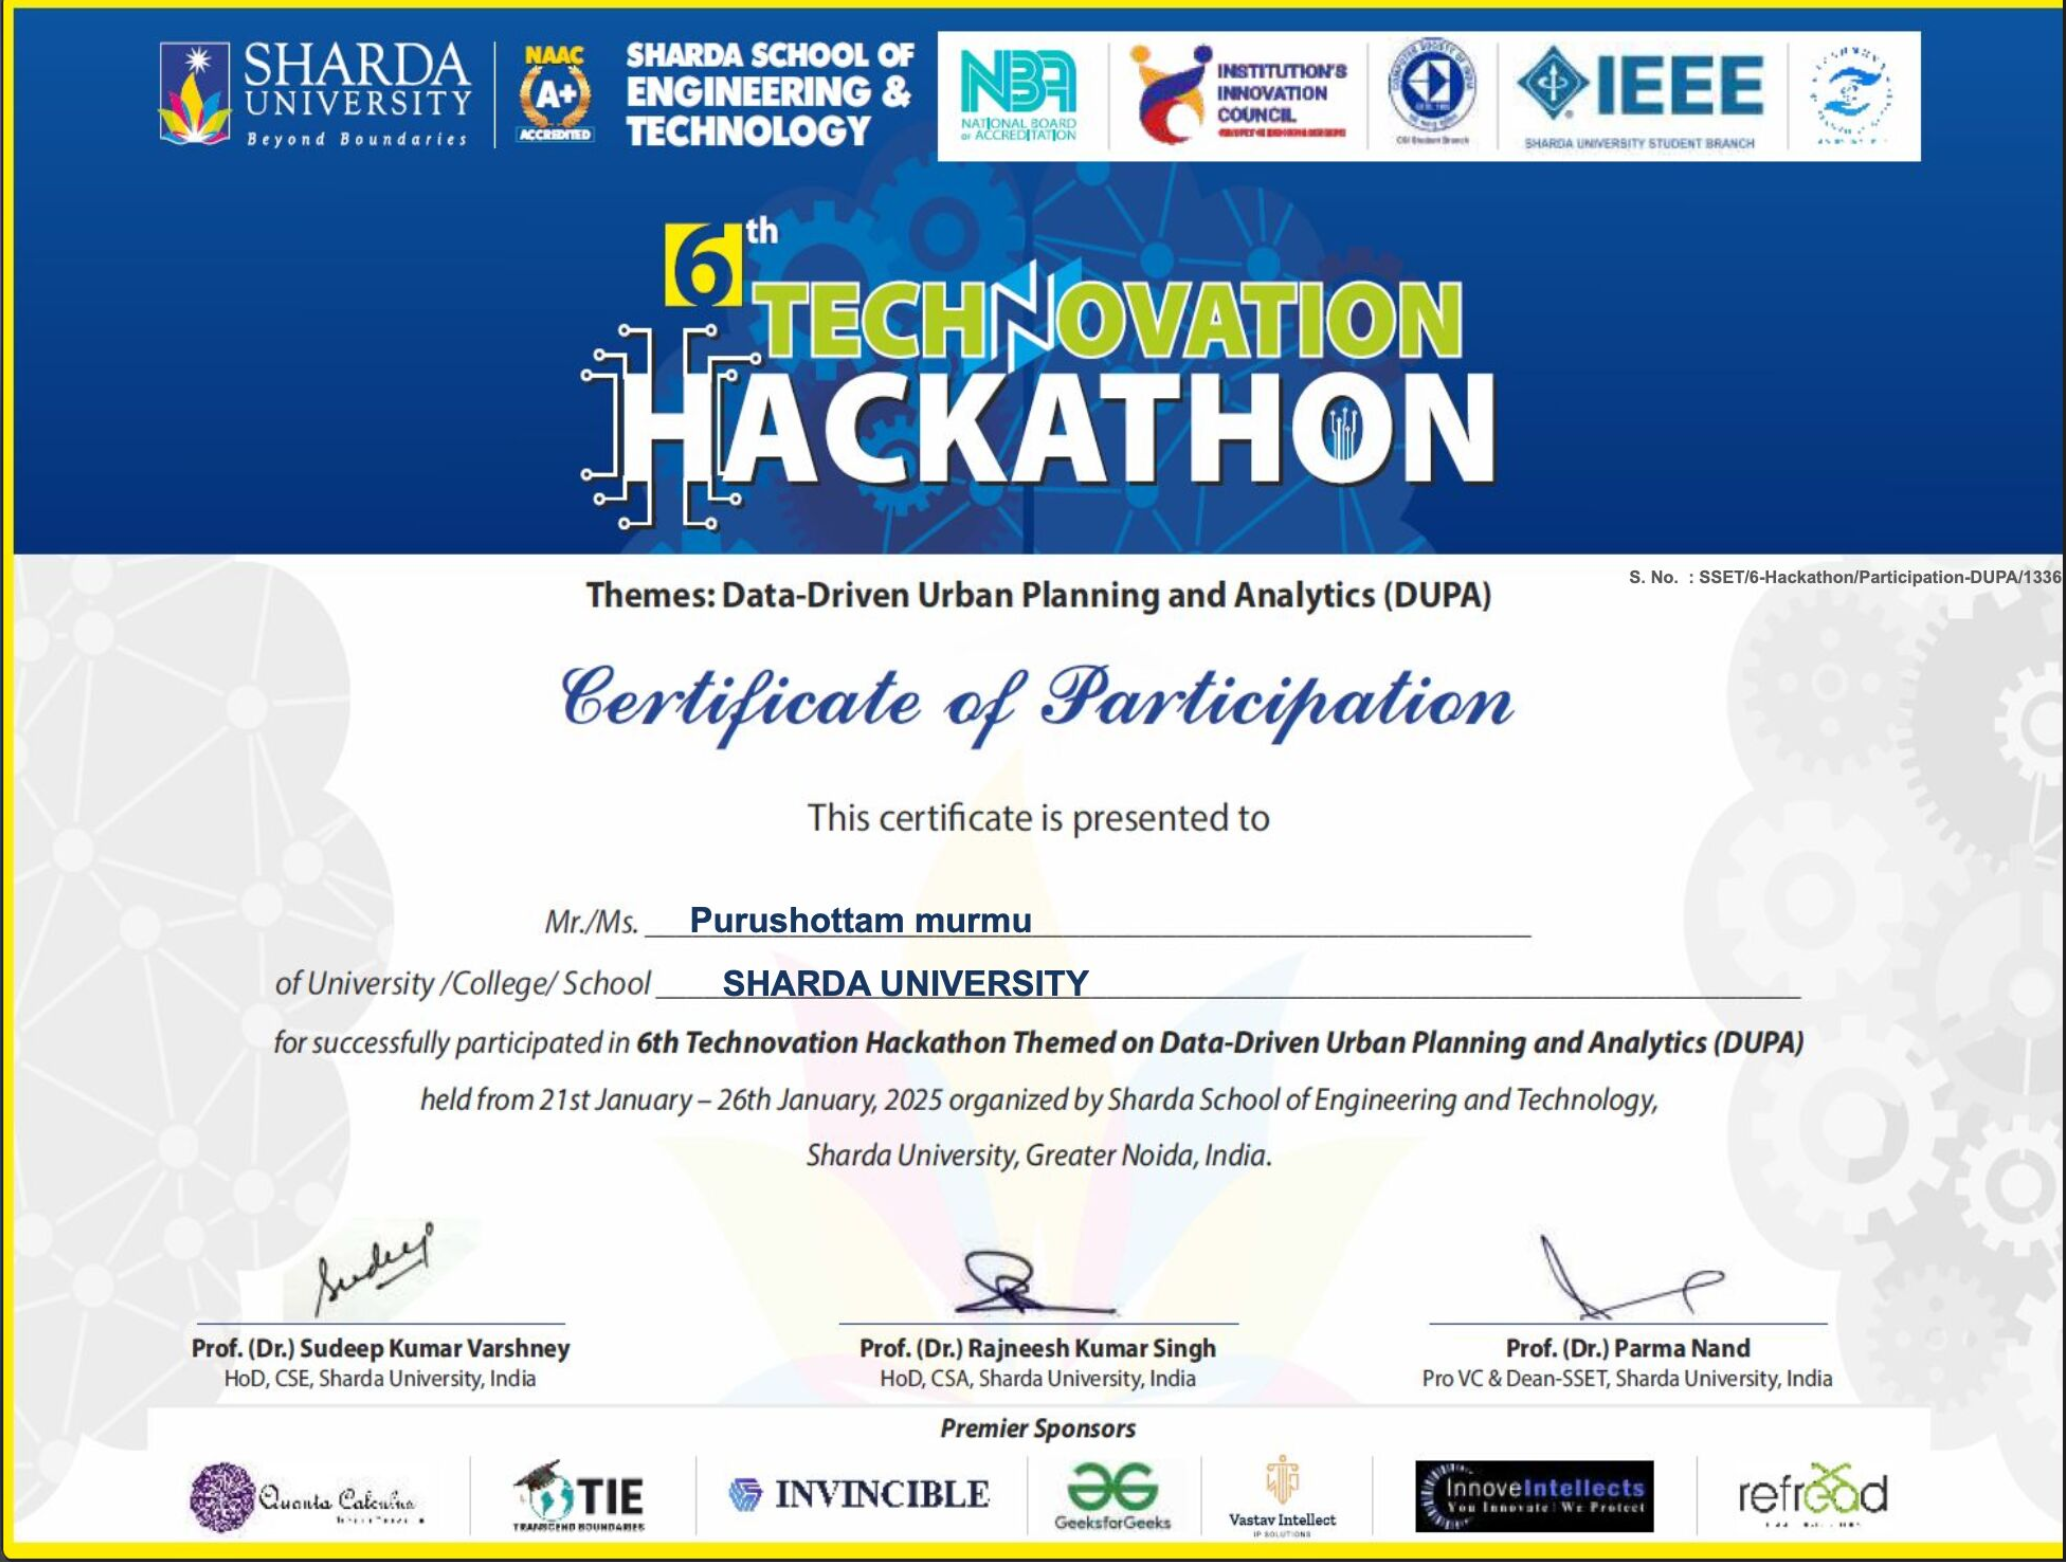 SHARDA
UNIVERSITY
Beyond Boundaries
NAAC
A+
ACCREDITED
SHARDA SCHOOL OF
ENGINEERING &
TECHNOLOGY
NBA
NATIONAL BOARD
of ACCREDITATION
INSTITUTION'S
INNOVATION
COUNCIL
CSI Student Branch
IEEE
SHARDA UNIVERSITY STUDENT BRANCH
6th
TECHNOVATION
HACKATHON
S. No. : SSET/6-Hackathon/Participation-DUPA/1336
Themes: Data-Driven Urban Planning and Analytics (DUPA)
Certificate of Participation
This certificate is presented to
Mr./Ms. Purushottam murmu
of University /College/ School SHARDA UNIVERSITY
for successfully participated in 6th Technovation Hackathon Themed on Data-Driven Urban Planning and Analytics (DUPA)
held from 21st January – 26th January, 2025 organized by Sharda School of Engineering and Technology,
Sharda University, Greater Noida, India.
Sudeep
Prof. (Dr.) Sudeep Kumar Varshney
HoD, CSE, Sharda University, India
Prof. (Dr.) Rajneesh Kumar Singh
HoD, CSA, Sharda University, India
Prof. (Dr.) Parma Nand
Pro VC & Dean-SSET, Sharda University, India
Premier Sponsors
Quanta Calculus
TIE
TRANSCEND BOUNDARIES
INVINCIBLE
GeeksforGeeks
Vastav Intellect
IP SOLUTIONS
InnoveIntellects
You Innovate We Protect
refread